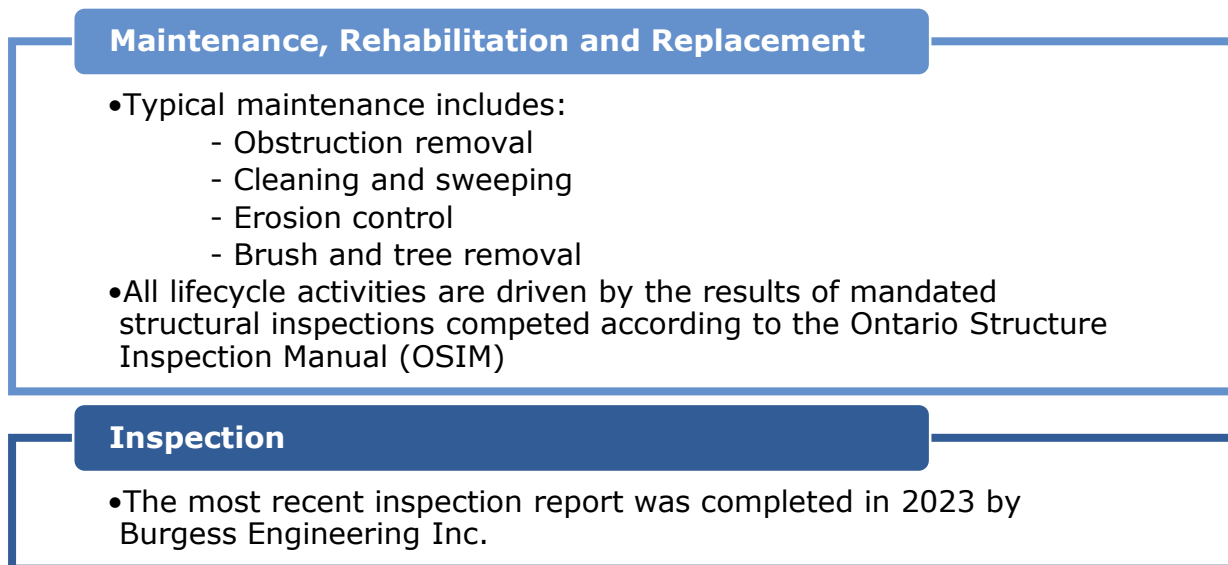 Maintenance, Rehabilitation and Replacement
•Typical maintenance includes:
- Obstruction removal
- Cleaning and sweeping
- Erosion control
- Brush and tree removal
•All lifecycle activities are driven by the results of mandated
structural inspections competed according to the Ontario Structure
Inspection Manual (OSIM)
Inspection
•The most recent inspection report was completed in 2023 by
Burgess Engineering Inc.